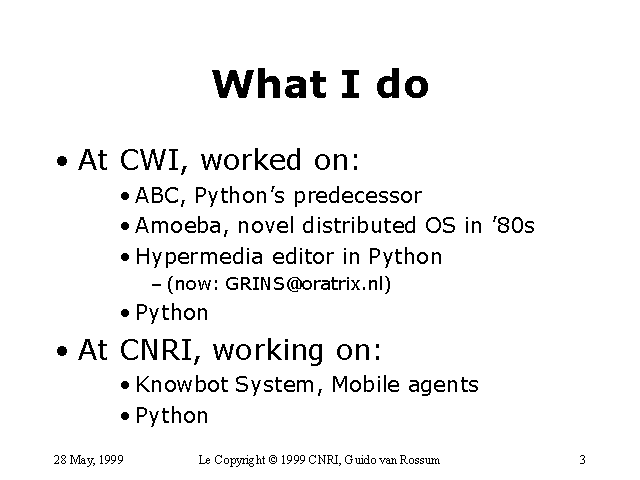 What I do
• At CWI, worked on:
• ABC, Python’s predecessor
• Amoeba, novel distributed OS in ’80s
• Hypermedia editor in Python
– (now: GRINS@oratrix.nl)
• Python
• At CNRI, working on:
• Knowbot System, Mobile agents
• Python
28 May, 1999 Le Copyright © 1999 CNRI, Guido van Rossum 3